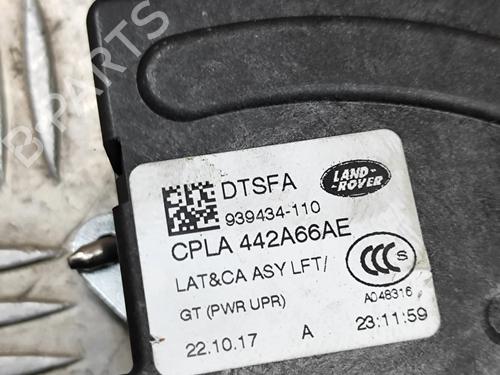 B-PARTS
DTSFA
939434-110
LAND-
ROVER
CPLA 442A66AE
LAT&CA ASY LFT/
GT (PWR UPR)
CCC S
A048316
22.10.17 A 23:11:59